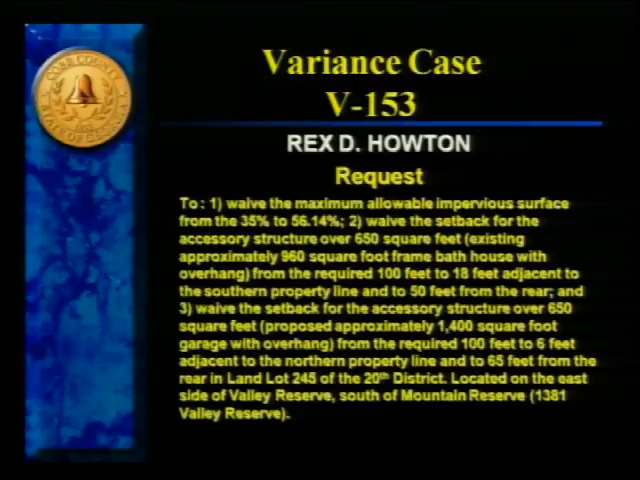 COBB COUNTY
STATE OF GEORGIA
Variance Case
V-153
REX D. HOWTON
Request
To : 1) waive the maximum allowable impervious surface
from the 35% to 56.14%; 2) waive the setback for the
accessory structure over 650 square feet (existing
approximately 960 square foot frame bath house with
overhang) from the required 100 feet to 18 feet adjacent to
the southern property line and to 50 feet from the rear; and
3) waive the setback for the accessory structure over 650
square feet (proposed approximately 1,400 square foot
garage with overhang) from the required 100 feet to 6 feet
adjacent to the northern property line and to 65 feet from the
rear in Land Lot 245 of the 20th District. Located on the east
side of Valley Reserve, south of Mountain Reserve (1381
Valley Reserve).